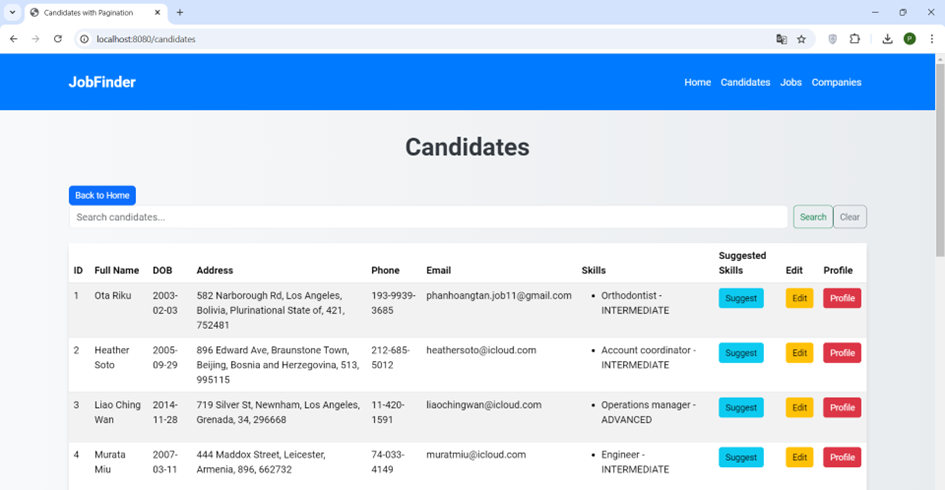 Candidates with Pagination
localhost:8080/candidates
P
JobFinder
Home Candidates Jobs Companies
Candidates
Back to Home
Search candidates...
Search Clear
Suggested
ID Full Name DOB Address Phone Email Skills Skills Edit Profile
1 Ota Riku 2003- 582 Narborough Rd, Los Angeles, 193-9939- phanhoangtan.job11@gmail.com • Orthodontist - Suggest Edit Profile
02-03 Bolivia, Plurinational State of, 421, 3685 INTERMEDIATE
752481
2 Heather 2005- 896 Edward Ave, Braunstone Town, 212-685- heathersoto@icloud.com • Account coordinator - Suggest Edit Profile
Soto 09-29 Beijing, Bosnia and Herzegovina, 513, 5012 INTERMEDIATE
995115
3 Liao Ching 2014- 719 Silver St, Newnham, Los Angeles, 11-420- liaochingwan@icloud.com • Operations manager - Suggest Edit Profile
Wan 11-28 Grenada, 34, 296668 1591 ADVANCED
4 Murata 2007- 444 Maddox Street, Leicester, 74-033- muratmiu@icloud.com • Engineer - Suggest Edit Profile
Miu 03-11 Armenia, 896, 662732 4149 INTERMEDIATE